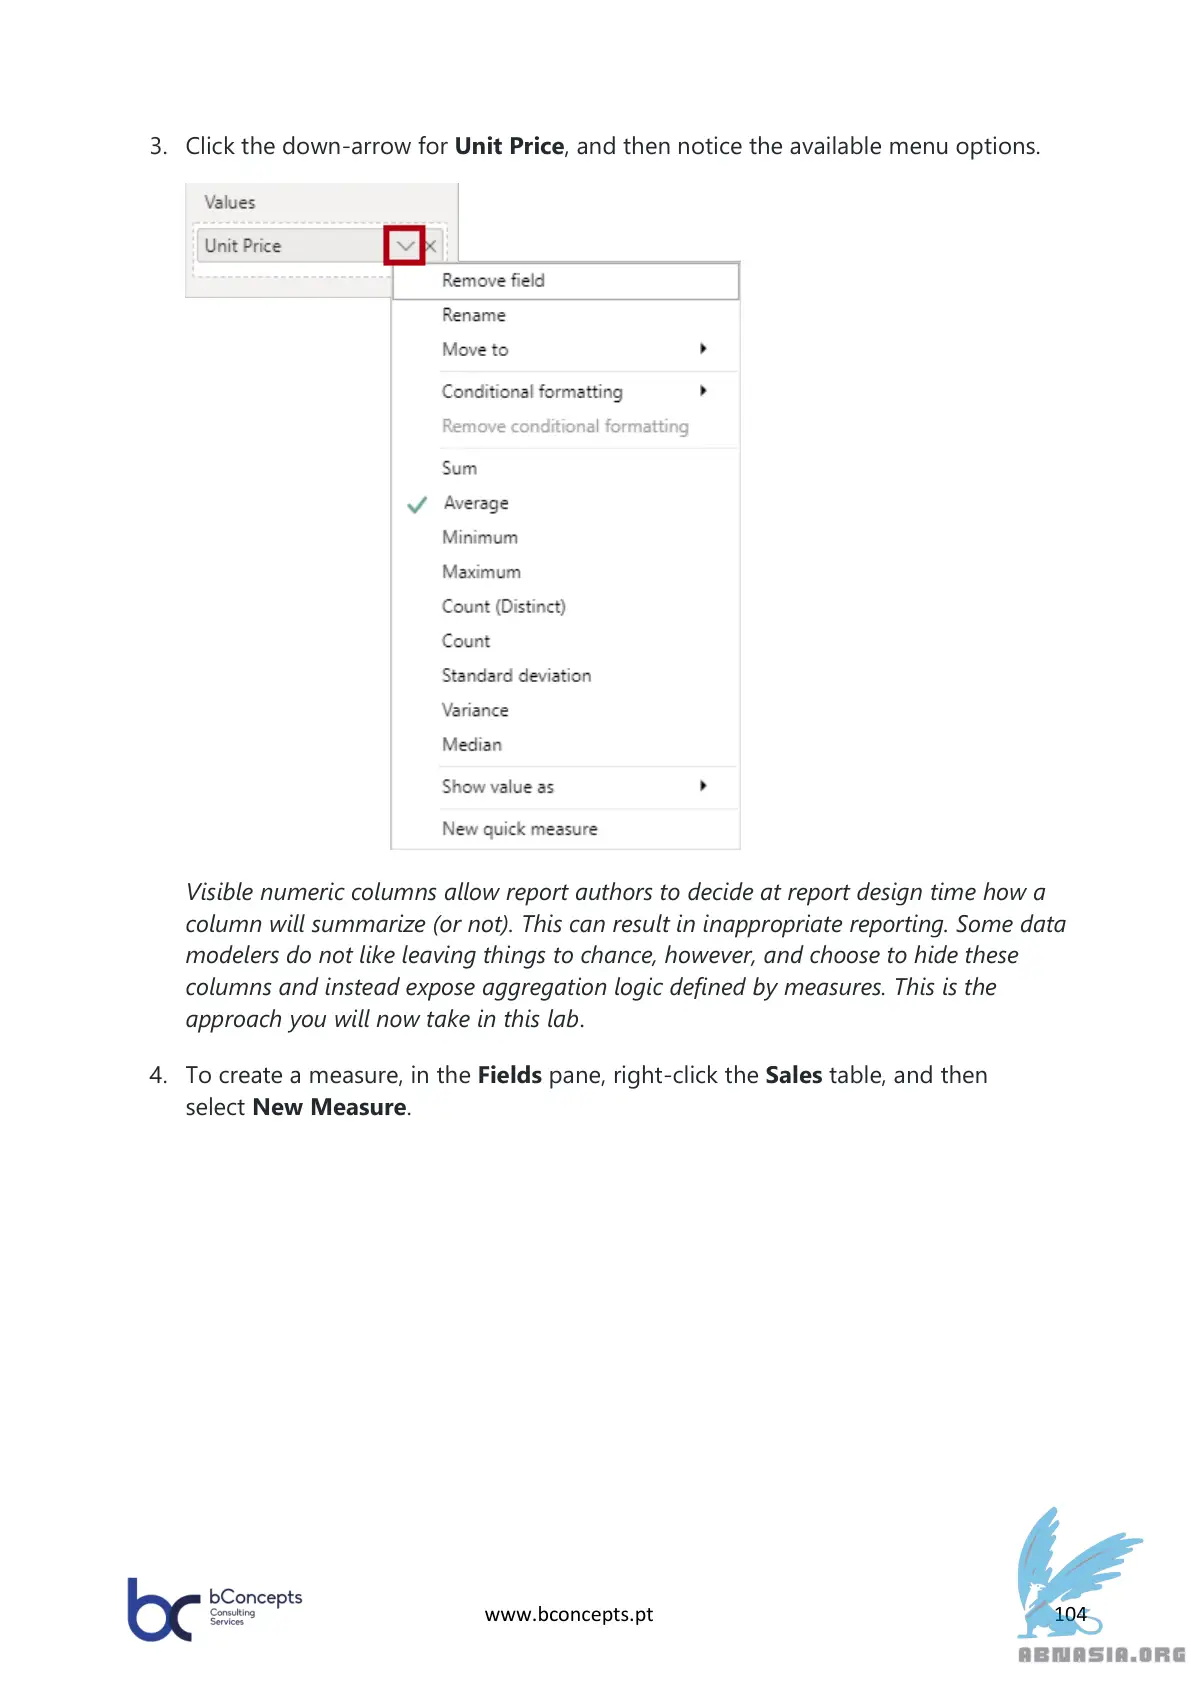 3. Click the down-arrow for Unit Price, and then notice the available menu options.
Values
Unit Price
Remove field
Rename
Move to
Conditional formatting
Remove conditional formatting
Sum
Average
Minimum
Maximum
Count (Distinct)
Count
Standard deviation
Variance
Median
Show value as
New quick measure
Visible numeric columns allow report authors to decide at report design time how a
column will summarize (or not). This can result in inappropriate reporting. Some data
modelers do not like leaving things to chance, however, and choose to hide these
columns and instead expose aggregation logic defined by measures. This is the
approach you will now take in this lab.
4. To create a measure, in the Fields pane, right-click the Sales table, and then
select New Measure.
bc bConcepts
Consulting
Services
www.bconcepts.pt
104
ABNASIA.ORG